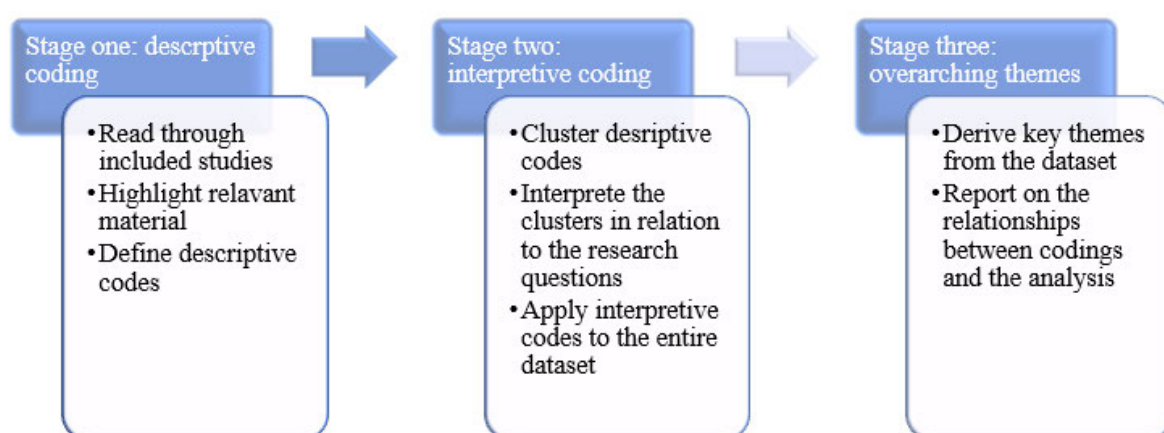 Stage one: descrptive
coding
•Read through
included studies
•Highlight relavant
material
•Define descriptive
codes
Stage two:
interpretive coding
•Cluster desriptive
codes
•Interprete the
clusters in relation
to the research
questions
•Apply interpretive
codes to the entire
dataset
Stage three:
overarching themes
•Derive key themes
from the dataset
•Report on the
relationships
between codings
and the analysis